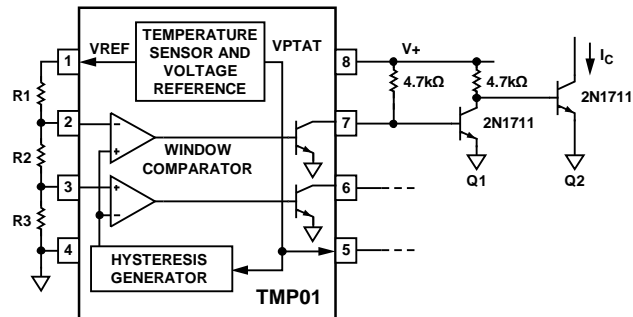 TEMPERATURE
SENSOR AND
VOLTAGE
REFERENCE
VREF
VPTAT
1
2
3
4
R1
R2
R3
WINDOW
COMPARATOR
HYSTERESIS
GENERATOR
TMP01
8
7
6
5
V+
4.7kΩ
4.7kΩ
2N1711
2N1711
IC
Q1
Q2